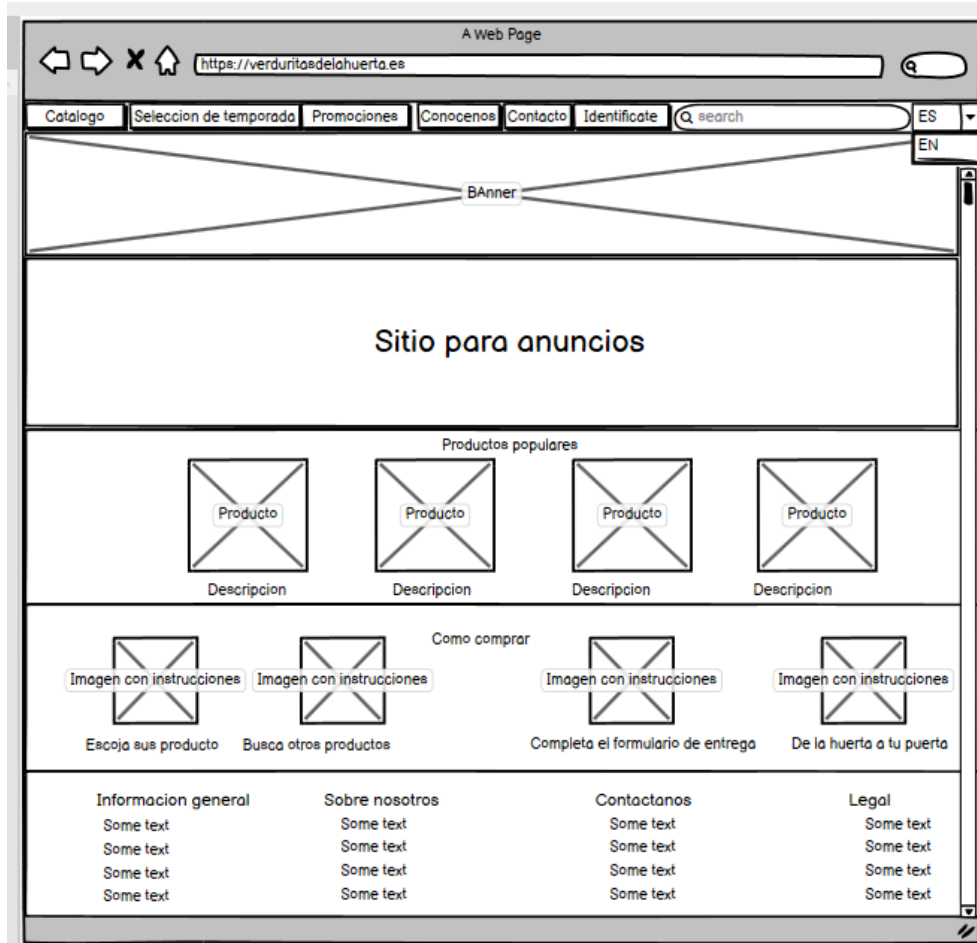 A Web Page
https://verduritasdelahuerta.es
Catalogo Seleccion de temporada Promociones Conocenos Contacto Identificate search ES
EN
BAnner
Sitio para anuncios
Productos populares
Producto Producto Producto Producto
Descripcion Descripcion Descripcion Descripcion
Como comprar
Imagen con instrucciones Imagen con instrucciones Imagen con instrucciones Imagen con instrucciones
Escoja sus producto Busca otros productos Completa el formulario de entrega De la huerta a tu puerta
Informacion general Sobre nosotros Contactanos Legal
Some text Some text Some text Some text
Some text Some text Some text Some text
Some text Some text Some text Some text
Some text Some text Some text Some text